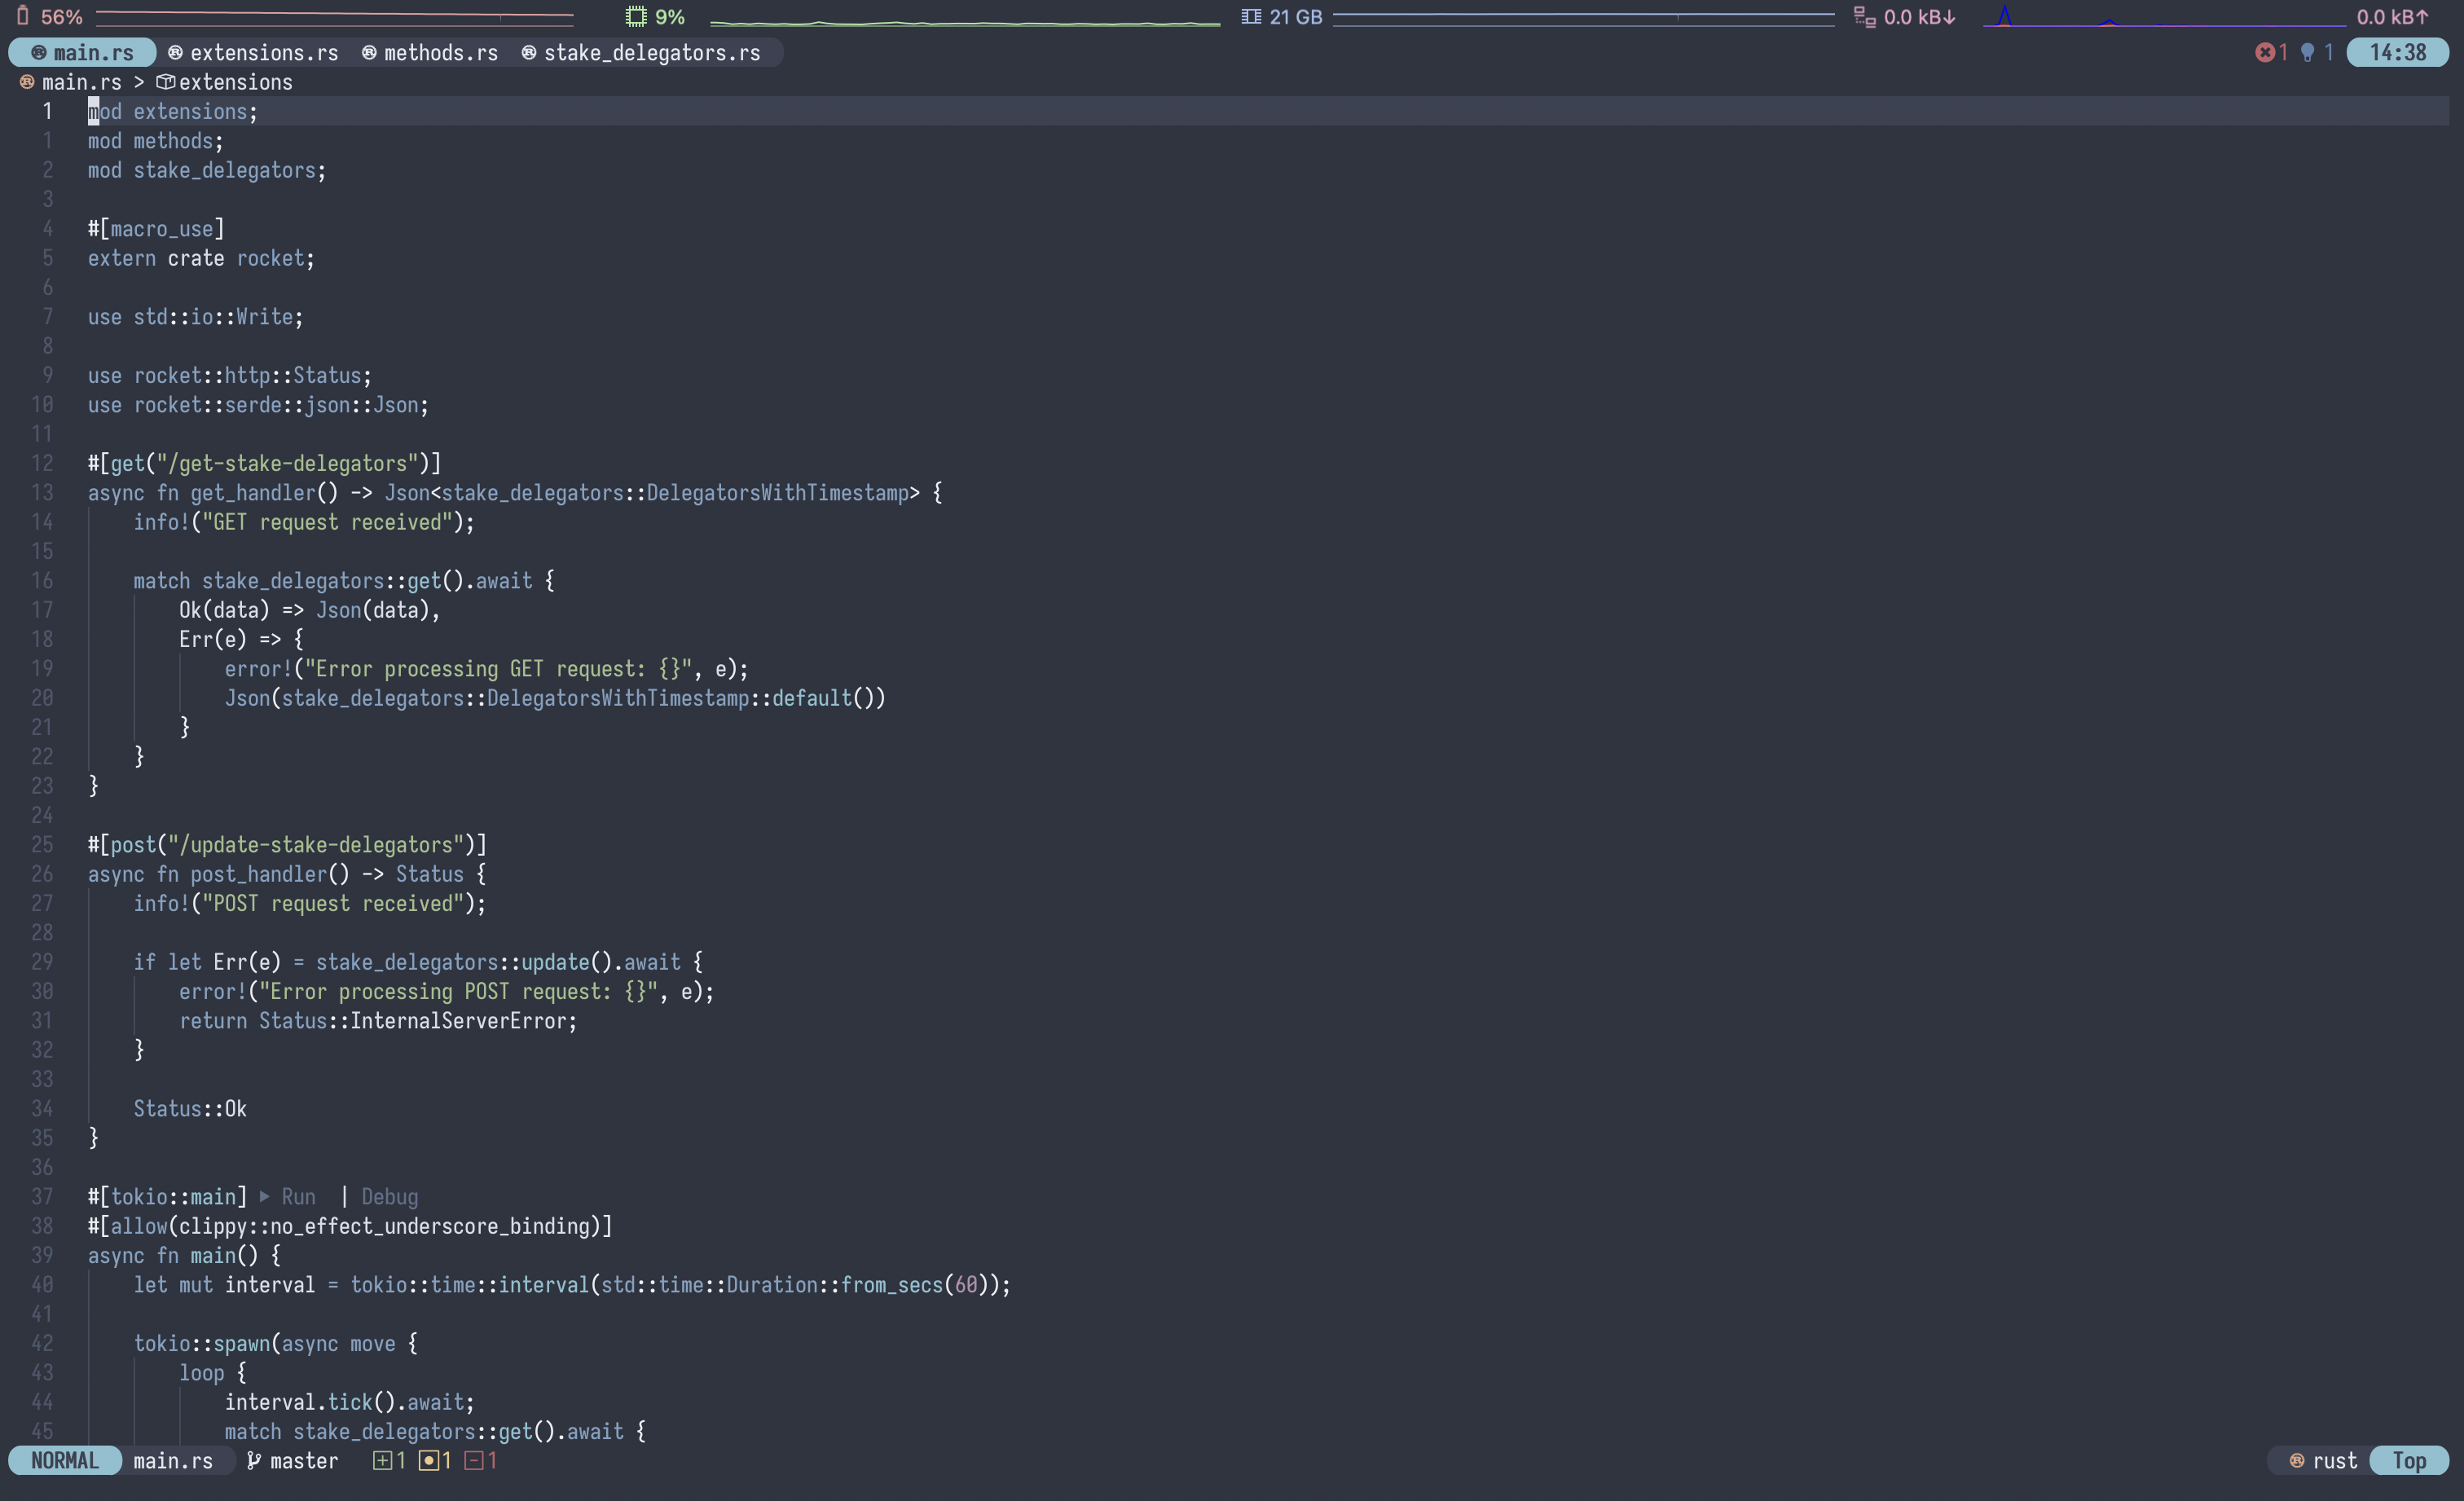 56% 9% 21 GB 0.0 kB↓ 0.0 kB↑
main.rs extensions.rs methods.rs stake_delegators.rs 1 1 14:38
main.rs > extensions
1 mod extensions;
1 mod methods;
2 mod stake_delegators;
3
4 #[macro_use]
5 extern crate rocket;
6
7 use std::io::Write;
8
9 use rocket::http::Status;
10 use rocket::serde::json::Json;
11
12 #[get("/get-stake-delegators")]
13 async fn get_handler() -> Json<stake_delegators::DelegatorsWithTimestamp> {
14     info!("GET request received");
15
16     match stake_delegators::get().await {
17         Ok(data) => Json(data),
18         Err(e) => {
19             error!("Error processing GET request: {}", e);
20             Json(stake_delegators::DelegatorsWithTimestamp::default())
21         }
22     }
23 }
24
25 #[post("/update-stake-delegators")]
26 async fn post_handler() -> Status {
27     info!("POST request received");
28
29     if let Err(e) = stake_delegators::update().await {
30         error!("Error processing POST request: {}", e);
31         return Status::InternalServerError;
32     }
33
34     Status::Ok
35 }
36
37 #[tokio::main] ▶ Run | Debug
38 #[allow(clippy::no_effect_underscore_binding)]
39 async fn main() {
40     let mut interval = tokio::time::interval(std::time::Duration::from_secs(60));
41
42     tokio::spawn(async move {
43         loop {
44             interval.tick().await;
45             match stake_delegators::get().await {
NORMAL main.rs master 1 1 1 rust Top